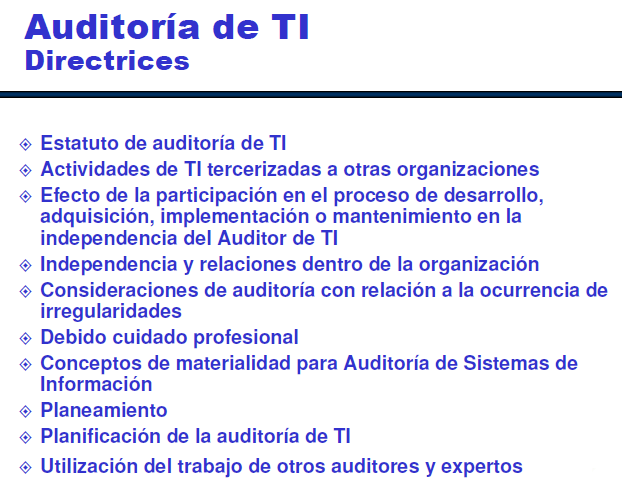 Auditoría de TI
Directrices
Estatuto de auditoría de TI
Actividades de TI tercerizadas a otras organizaciones
Efecto de la participación en el proceso de desarrollo,
adquisición, implementación o mantenimiento en la
independencia del Auditor de TI
Independencia y relaciones dentro de la organización
Consideraciones de auditoría con relación a la ocurrencia de
irregularidades
Debido cuidado profesional
Conceptos de materialidad para Auditoría de Sistemas de
Información
Planeamiento
Planificación de la auditoría de TI
Utilización del trabajo de otros auditores y expertos